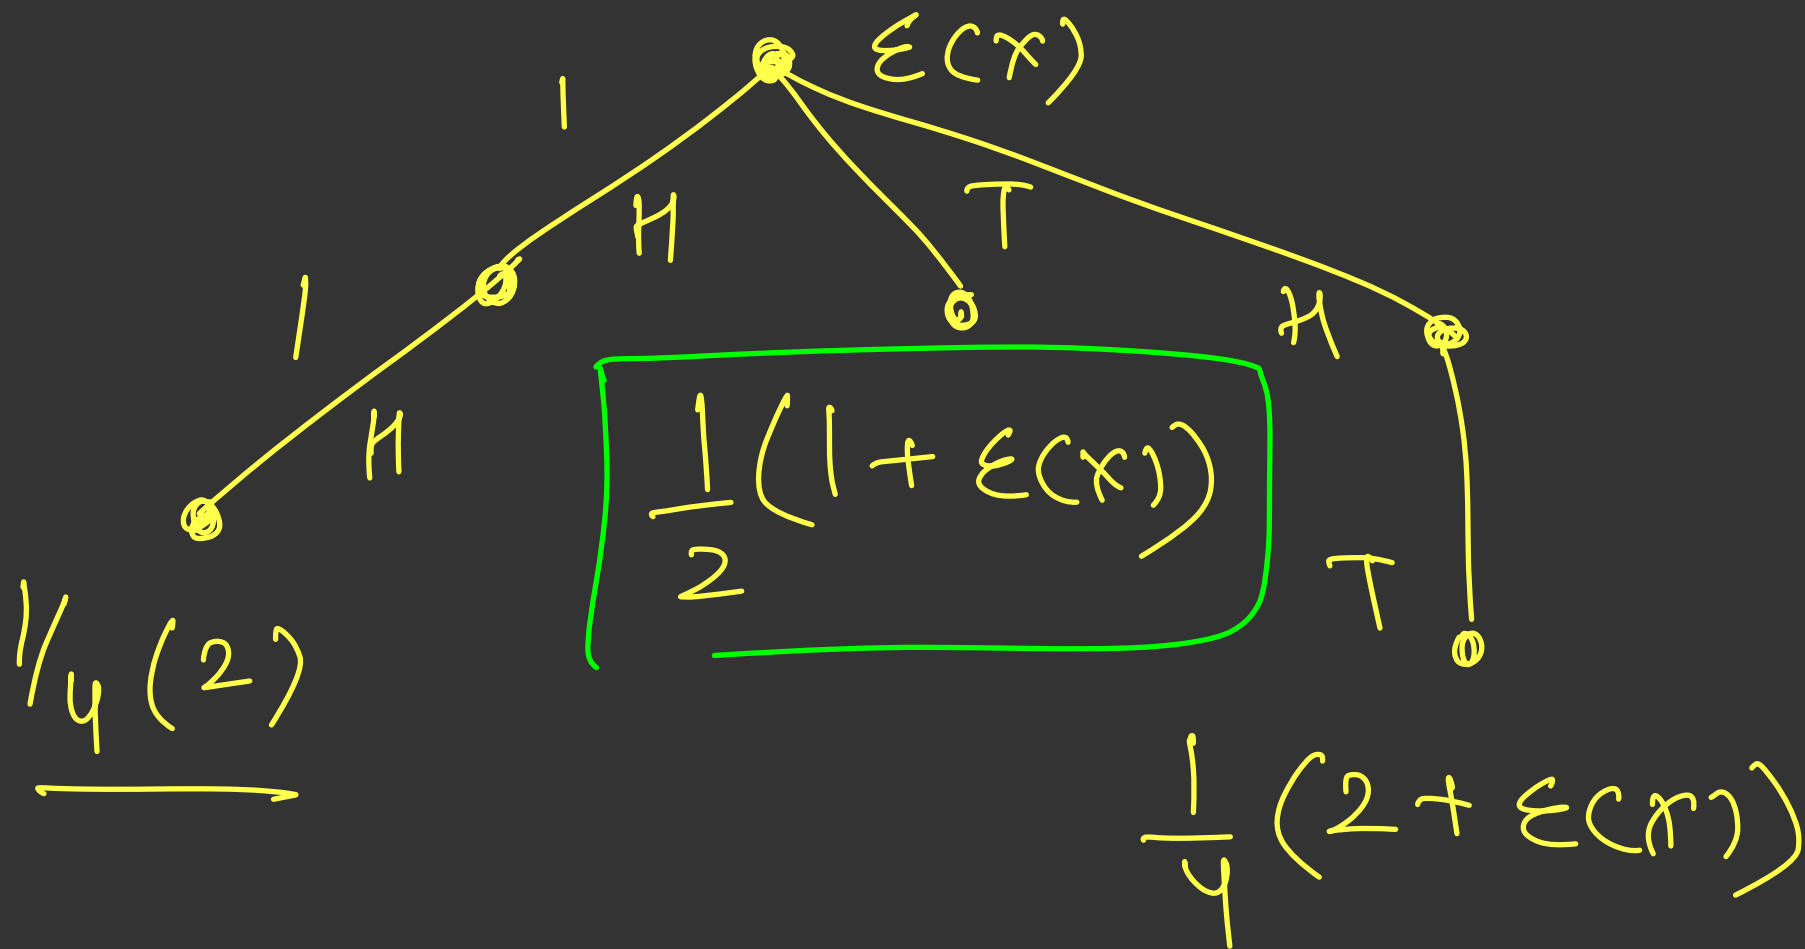 ε(x)
1
H
T
1
H
H
1/2 (1 + ε(x))
T
1/4 (2)
1/4 (2 + ε(x))